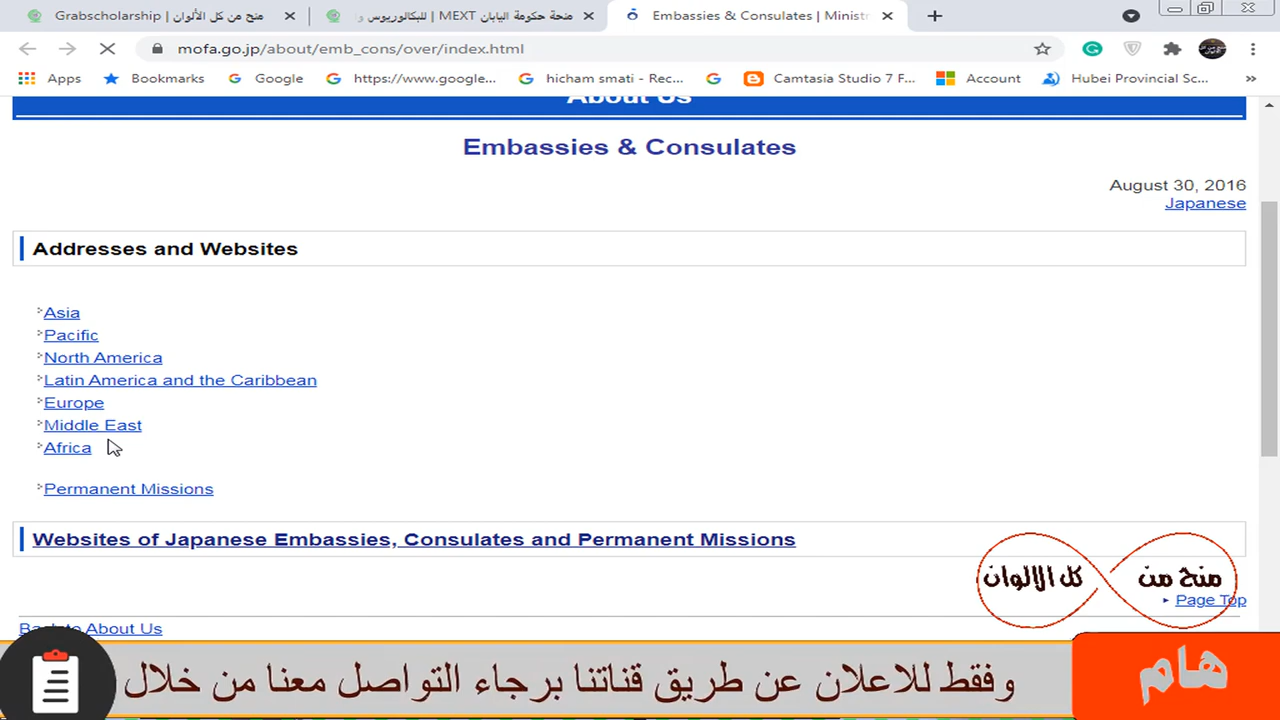 Grabscholarship | منح من كل الألوان
منحة حكومة اليابان MEXT | للبكالوريوس
Embassies & Consulates | Minist
mofa.go.jp/about/emb_cons/over/index.html
Apps
Bookmarks
Google
https://www.google...
hicham smati - Rec...
Camtasia Studio 7 F...
Account
Hubei Provincial Sc...
»
About Us
Embassies & Consulates
August 30, 2016
Japanese
Addresses and Websites
Asia
Pacific
North America
Latin America and the Caribbean
Europe
Middle East
Africa
Permanent Missions
Websites of Japanese Embassies, Consulates and Permanent Missions
منح من كل الالوان
Page Top
Back to About Us
هام
وفقط للاعلان عن طريق قناتنا برجاء التواصل معنا من خلال